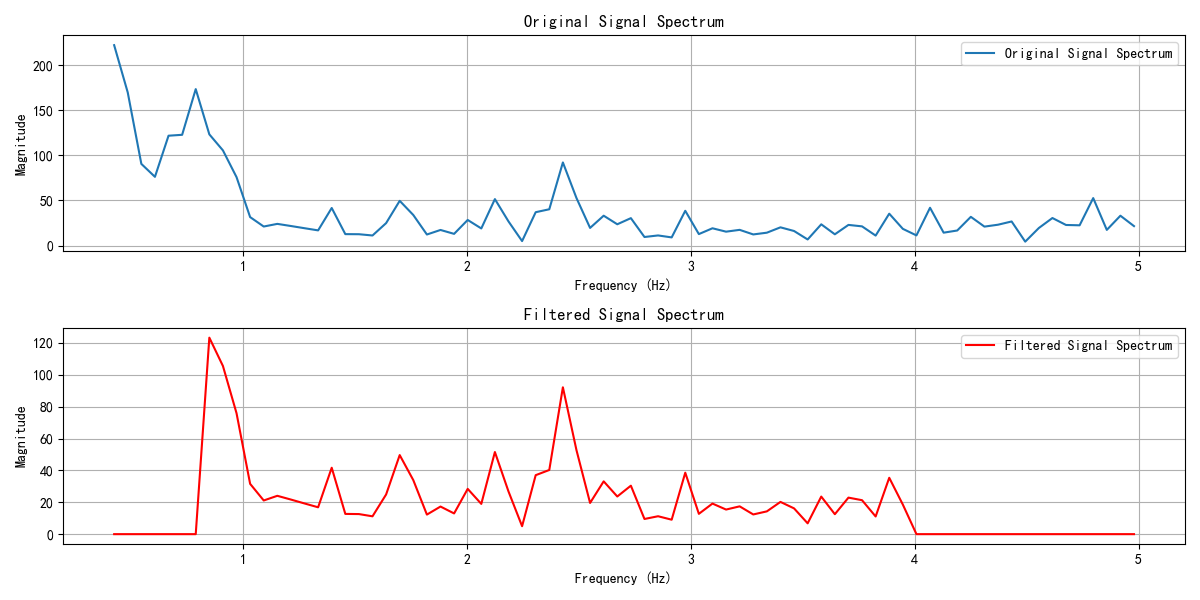 Original Signal Spectrum
Original Signal Spectrum
Magnitude
200
150
100
50
0
1 2 3 4 5
Frequency (Hz)
Filtered Signal Spectrum
Filtered Signal Spectrum
Magnitude
120
100
80
60
40
20
0
1 2 3 4 5
Frequency (Hz)